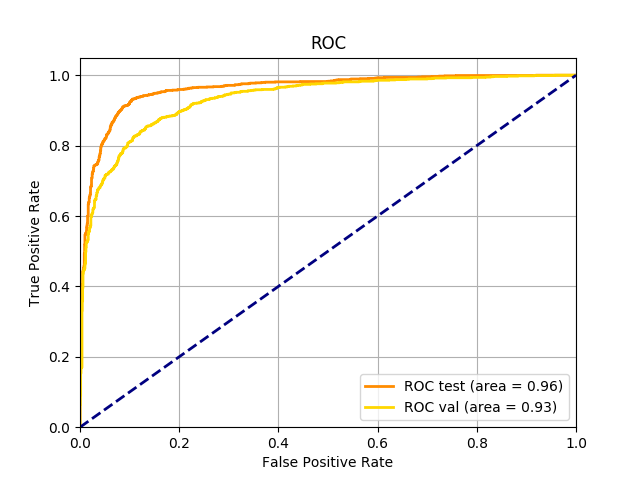 ROC
1.0
0.8
0.6
0.4
0.2
0.0
True Positive Rate
0.0 0.2 0.4 0.6 0.8 1.0
False Positive Rate
ROC test (area = 0.96)
ROC val (area = 0.93)